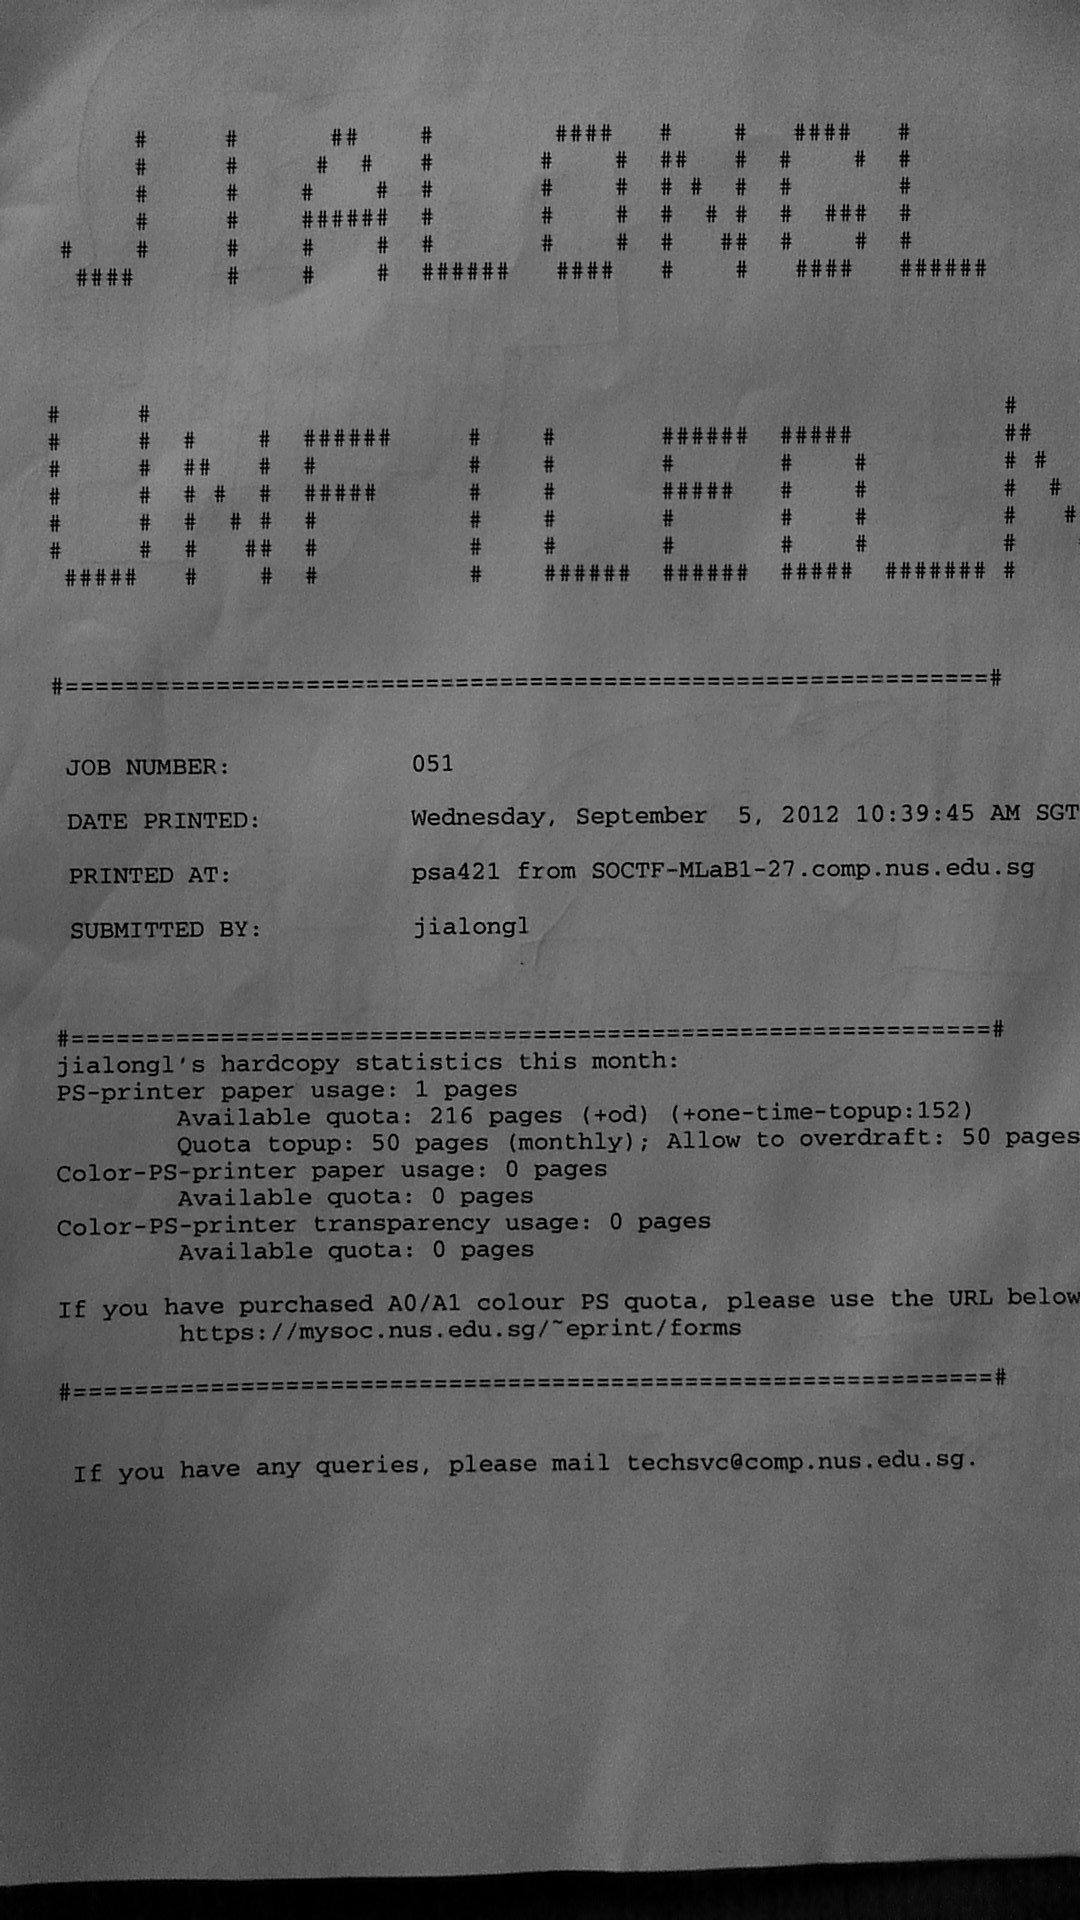 JIALONGL
Unfiled_N
JOB NUMBER: 051
DATE PRINTED: Wednesday, September 5, 2012 10:39:45 AM SGT
PRINTED AT: psa421 from SOCTF-MLaB1-27.comp.nus.edu.sg
SUBMITTED BY: jialongl
jialongl's hardcopy statistics this month:
PS-printer paper usage: 1 pages
Available quota: 216 pages (+od) (+one-time-topup:152)
Quota topup: 50 pages (monthly); Allow to overdraft: 50 pages
Color-PS-printer paper usage: 0 pages
Available quota: 0 pages
Color-PS-printer transparency usage: 0 pages
Available quota: 0 pages
If you have purchased A0/A1 colour PS quota, please use the URL below
https://mysoc.nus.edu.sg/~eprint/forms
If you have any queries, please mail techsvc@comp.nus.edu.sg.